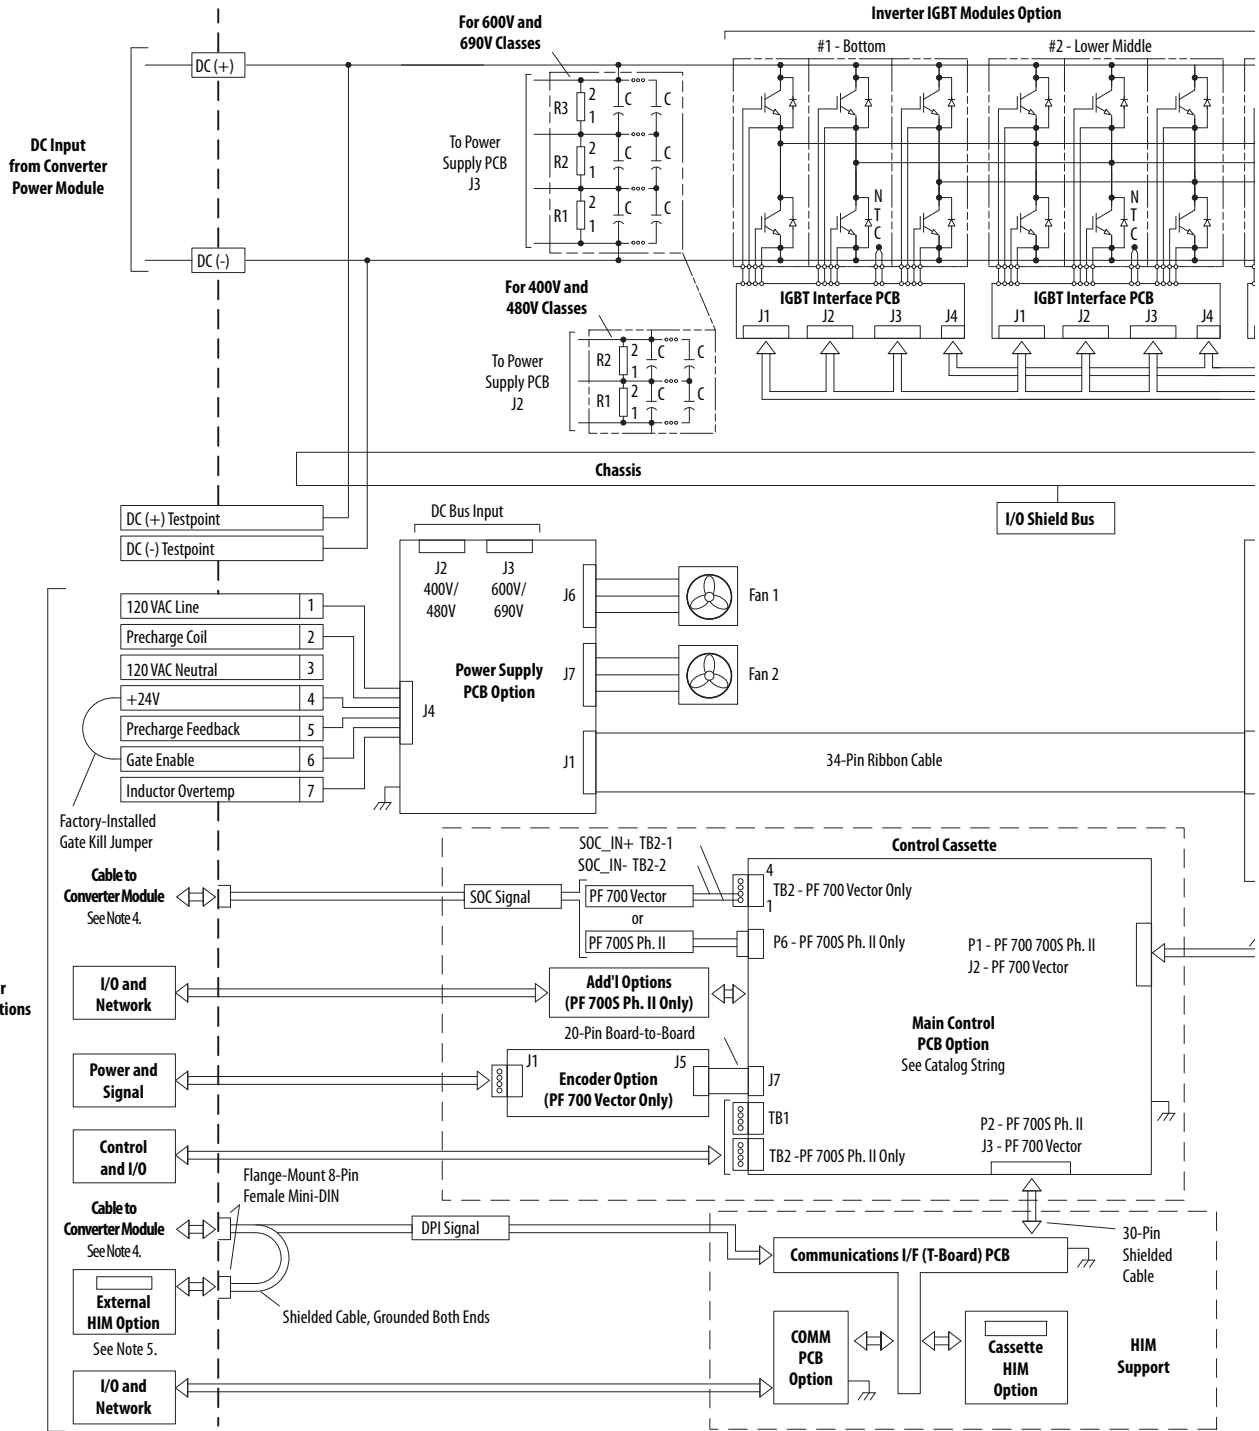 Inverter IGBT Modules Option
For 600V and
690V Classes
#1 - Bottom
#2 - Lower Middle
DC (+)
R3
2
1
C
C
R2
2
1
C
C
R1
2
1
C
C
To Power
Supply PCB
J3
DC Input
from Converter
Power Module
N
T
C
N
T
C
DC (-)
For 400V and
480V Classes
IGBT Interface PCB
J1
J2
J3
J4
IGBT Interface PCB
J1
J2
J3
J4
To Power
Supply PCB
J2
R2
2
1
C
C
R1
2
1
C
C
Chassis
I/O Shield Bus
DC (+) Testpoint
DC (-) Testpoint
DC Bus Input
J2
400V/
480V
J3
600V/
690V
J6
Fan 1
J7
Fan 2
Power Supply
PCB Option
J4
J1
34-Pin Ribbon Cable
120 VAC Line 1
Precharge Coil 2
120 VAC Neutral 3
+24V 4
Precharge Feedback 5
Gate Enable 6
Inductor Overtemp 7
Factory-Installed
Gate Kill Jumper
SOC_IN+ TB2-1
SOC_IN- TB2-2
Control Cassette
Cable to
Converter Module
See Note 4.
SOC Signal
PF 700 Vector
or
PF 700S Ph. II
4
TB2 - PF 700 Vector Only
1
P6 - PF 700S Ph. II Only
P1 - PF 700 700S Ph. II
J2 - PF 700 Vector
r
tions
I/O and
Network
Add'l Options
(PF 700S Ph. II Only)
20-Pin Board-to-Board
Main Control
PCB Option
See Catalog String
Power and
Signal
J1
Encoder Option
(PF 700 Vector Only)
J5
J7
TB1
TB2 -PF 700S Ph. II Only
P2 - PF 700S Ph. II
J3 - PF 700 Vector
Control
and I/O
Flange-Mount 8-Pin
Female Mini-DIN
Cable to
Converter Module
See Note 4.
DPI Signal
Communications I/F (T-Board) PCB
30-Pin
Shielded
Cable
External
HIM Option
See Note 5.
Shielded Cable, Grounded Both Ends
COMM
PCB
Option
Cassette
HIM
Option
HIM
Support
I/O and
Network